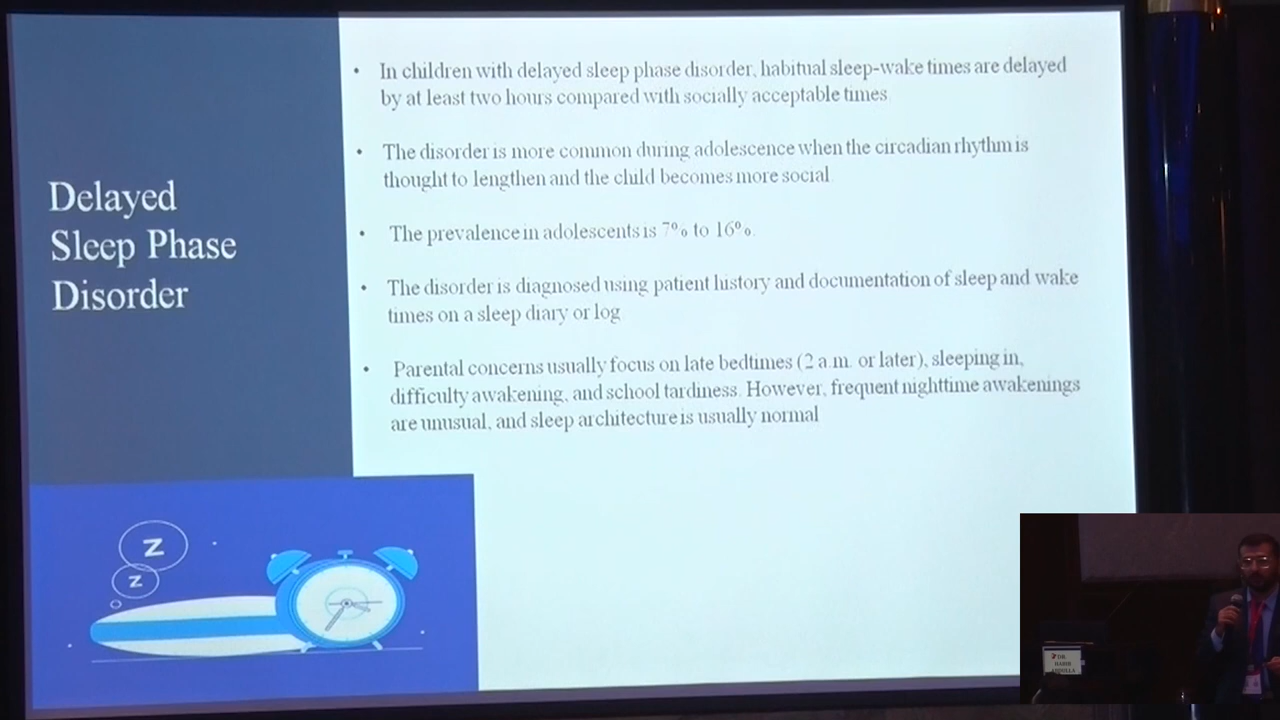 Delayed
Sleep Phase
Disorder
• In children with delayed sleep phase disorder, habitual sleep-wake times are delayed
by at least two hours compared with socially acceptable times.
• The disorder is more common during adolescence when the circadian rhythm is
thought to lengthen and the child becomes more social.
• The prevalence in adolescents is 7% to 16%.
• The disorder is diagnosed using patient history and documentation of sleep and wake
times on a sleep diary or log
• Parental concerns usually focus on late bedtimes (2 a.m. or later), sleeping in,
difficulty awakening, and school tardiness. However, frequent nighttime awakenings
are unusual, and sleep architecture is usually normal
Z
Z
DR.
HABIB
ABDULLA